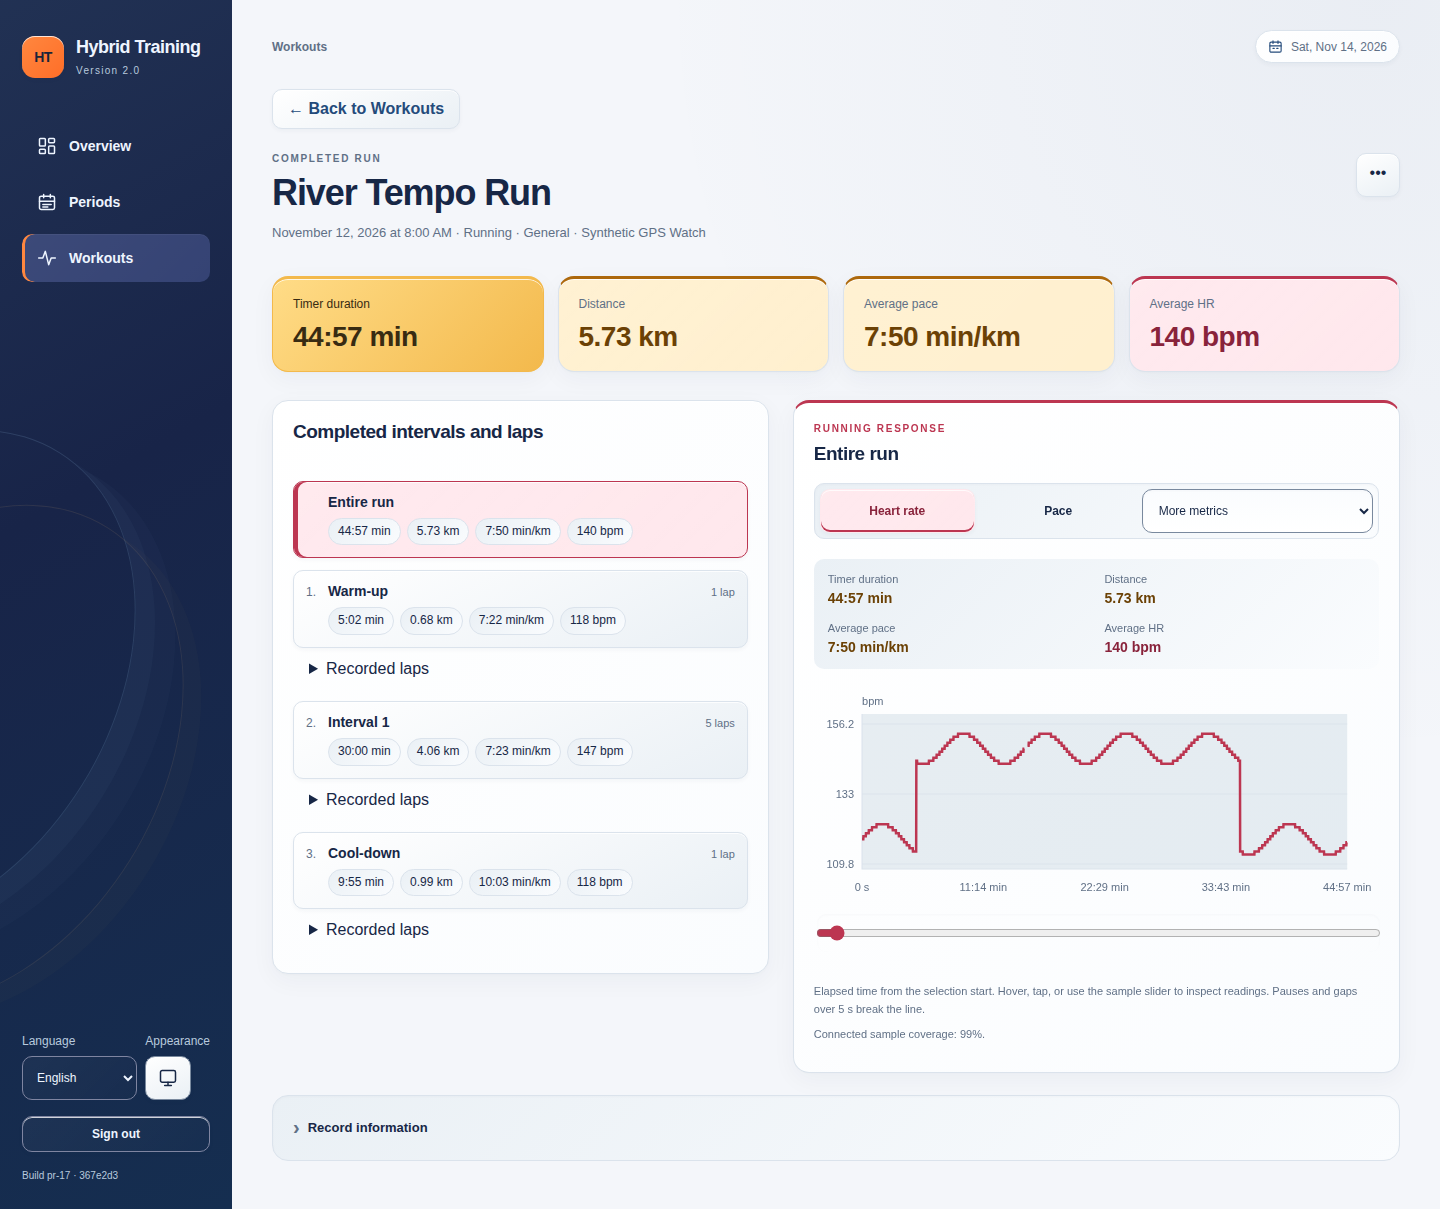 HT
Hybrid Training
Version 2.0
Overview
Periods
Workouts
Language
Appearance
English
Sign out
Build pr-17 · 367e2d3
Workouts
Sat, Nov 14, 2026
← Back to Workouts
COMPLETED RUN
River Tempo Run
•••
November 12, 2026 at 8:00 AM · Running · General · Synthetic GPS Watch
Timer duration
44:57 min
Distance
5.73 km
Average pace
7:50 min/km
Average HR
140 bpm
Completed intervals and laps
Entire run
44:57 min 5.73 km 7:50 min/km 140 bpm
1. Warm-up 1 lap
5:02 min 0.68 km 7:22 min/km 118 bpm
▶ Recorded laps
2. Interval 1 5 laps
30:00 min 4.06 km 7:23 min/km 147 bpm
▶ Recorded laps
3. Cool-down 1 lap
9:55 min 0.99 km 10:03 min/km 118 bpm
▶ Recorded laps
RUNNING RESPONSE
Entire run
Heart rate Pace More metrics
Timer duration
44:57 min
Distance
5.73 km
Average pace
7:50 min/km
Average HR
140 bpm
bpm
156.2
133
109.8
0 s 11:14 min 22:29 min 33:43 min 44:57 min
Elapsed time from the selection start. Hover, tap, or use the sample slider to inspect readings. Pauses and gaps
over 5 s break the line.
Connected sample coverage: 99%.
› Record information